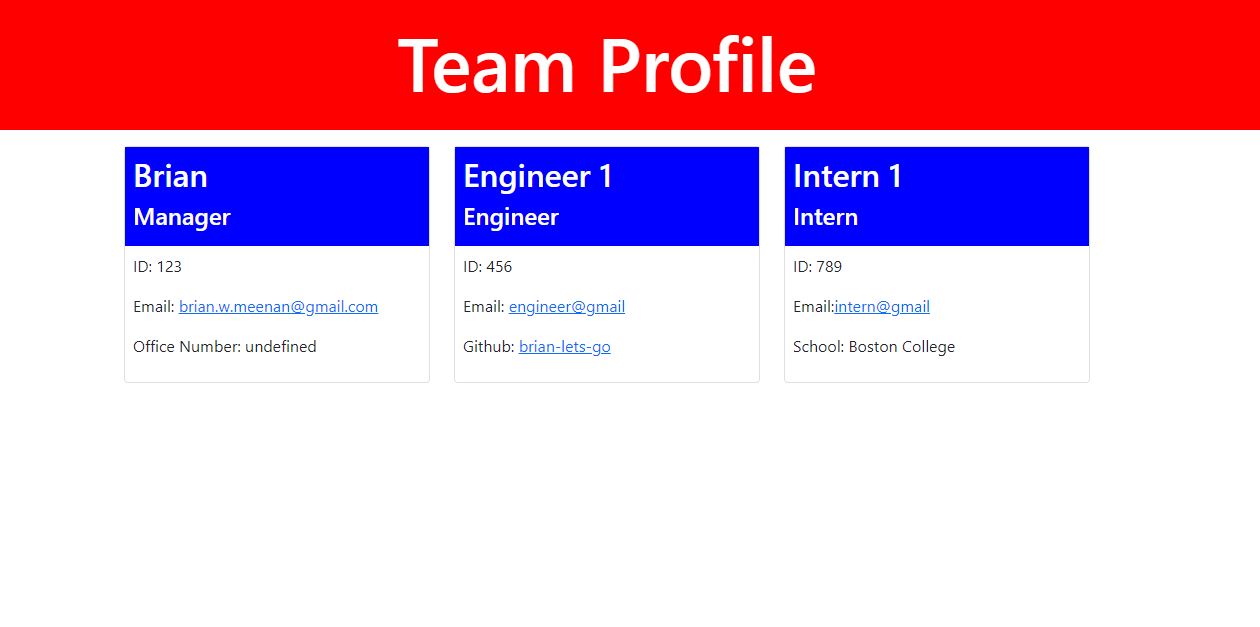 Team Profile
Brian
Manager
ID: 123
Email: brian.w.meenan@gmail.com
Office Number: undefined
Engineer 1
Engineer
ID: 456
Email: engineer@gmail
Github: brian-lets-go
Intern 1
Intern
ID: 789
Email:intern@gmail
School: Boston College